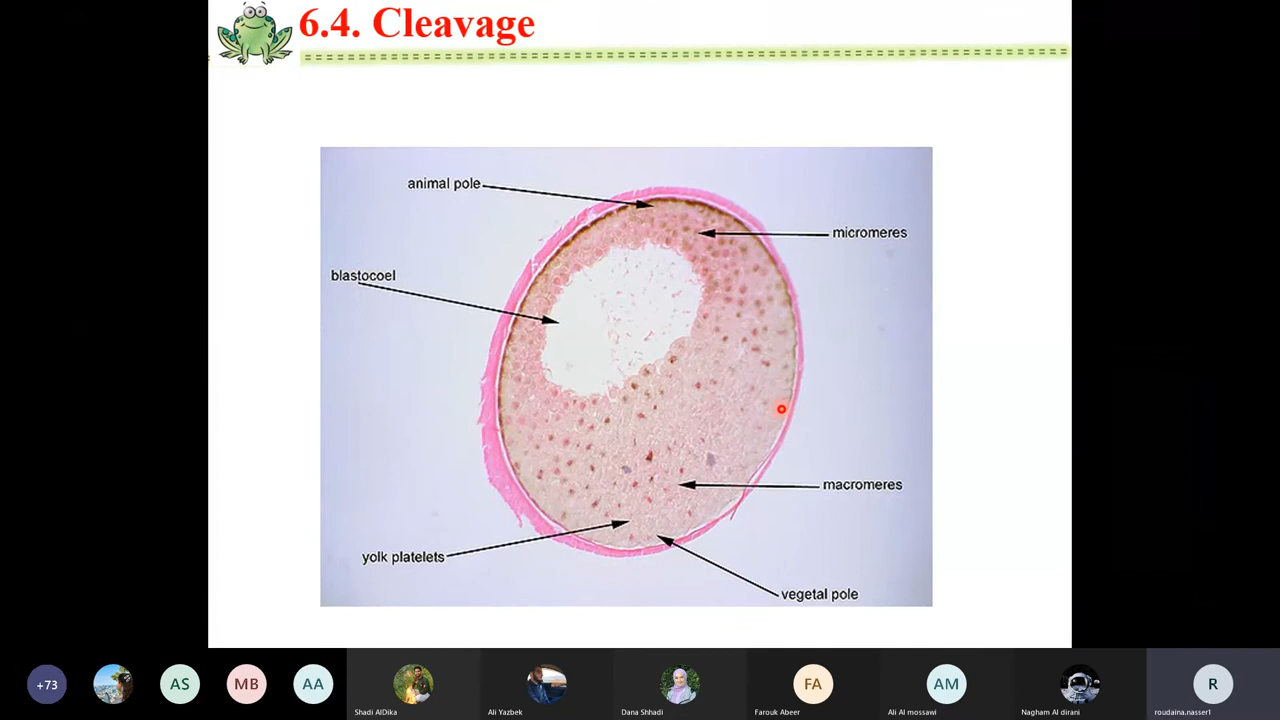 6.4. Cleavage
animal pole
micromeres
blastocoel
macromeres
yolk platelets
vegetal pole
+73
AS
MB
AA
FA
AM
R
Shadi AlDika
Ali Yazbek
Dana Shhadi
Farouk Abeer
Ali Al mossawi
Nagham Al dirani
roudaina.nasser1